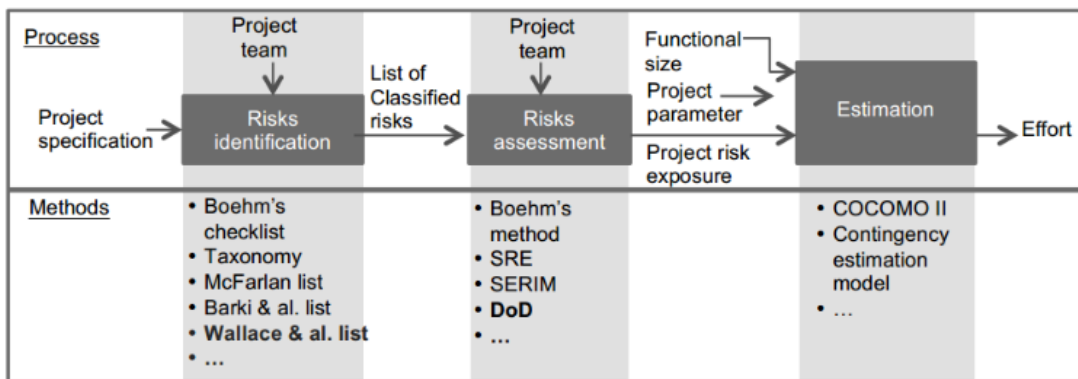 Process
Project
team
Project
team
Functional
size
List of
Classified
risks
Project
specification
Risks
identification
Risks
assessment
Project
parameter
Estimation
Effort
Project risk
exposure
Methods
• Boehm's
checklist
• Taxonomy
• McFarlan list
• Barki & al. list
• Wallace & al. list
• ...
• Boehm's
method
• SRE
• SERIM
• DoD
• ...
• COCOMO II
• Contingency
estimation
model
• ...